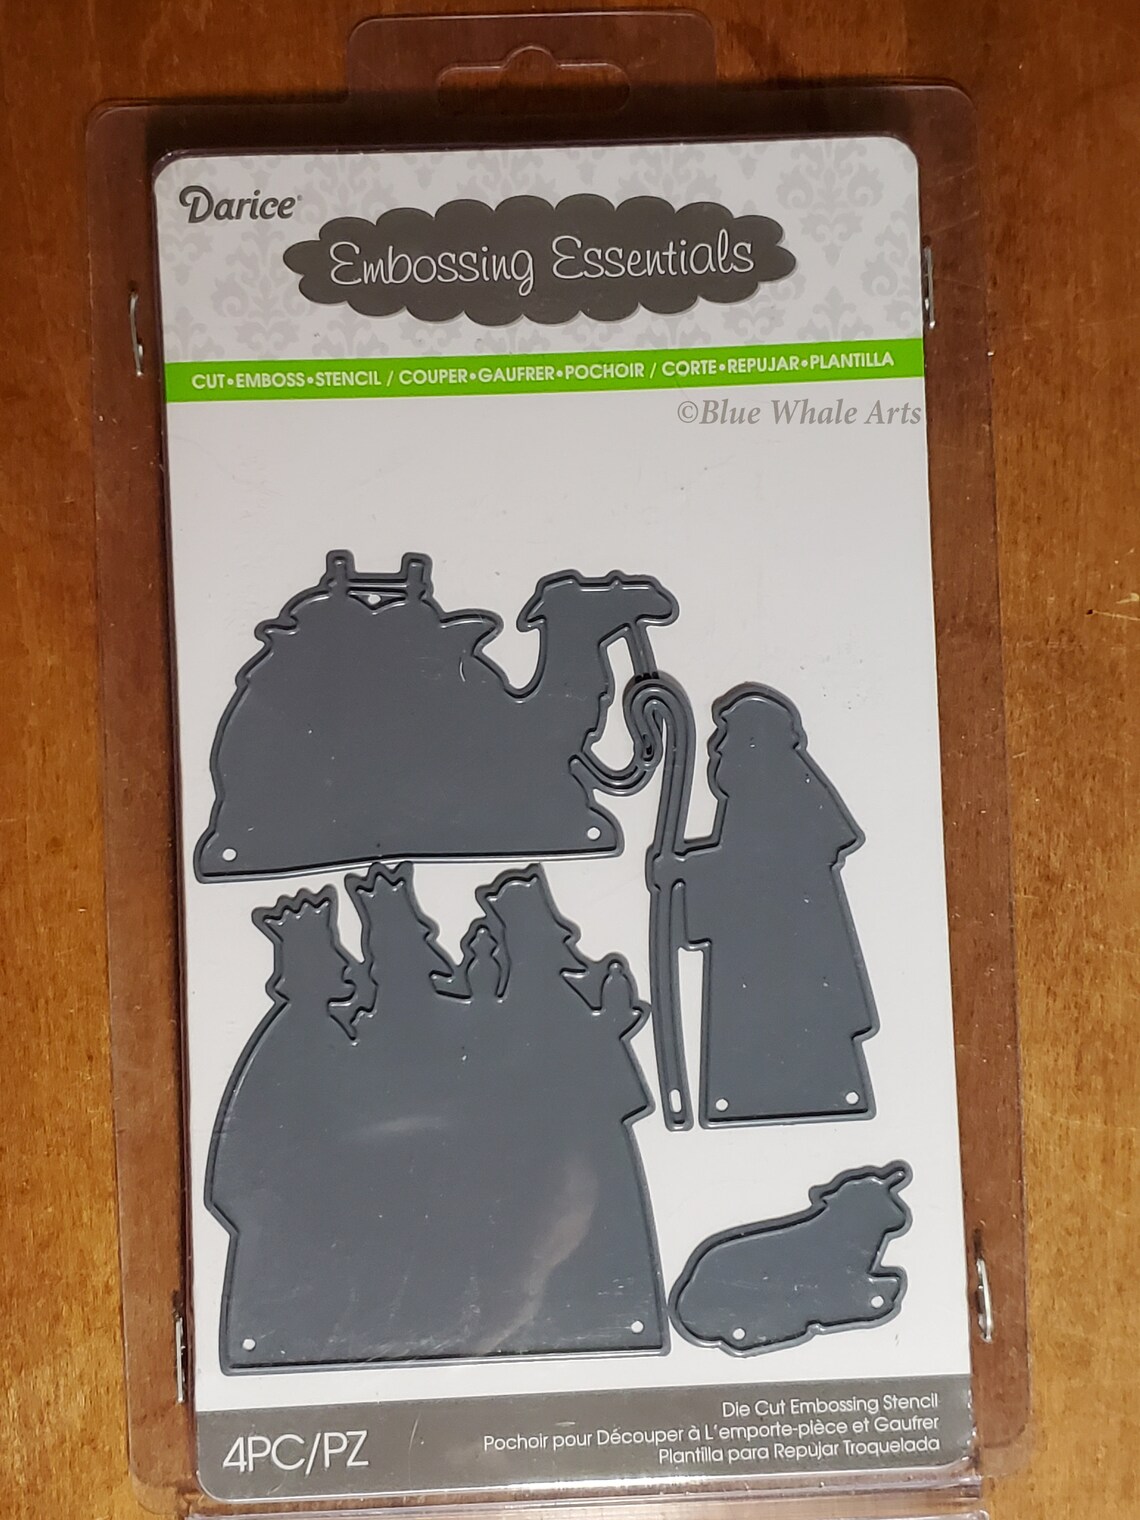 Darice®
Embossing Essentials
CUT•EMBOSS•STENCIL / COUPER•GAUFRER•POCHOIR / CORTE•REPUJAR•PLANTILLA
©Blue Whale Arts
4PC/PZ
Die Cut Embossing Stencil
Pochoir pour Découper à L'emporte-pièce et Gaufrer
Plantilla para Repujar Troquelada